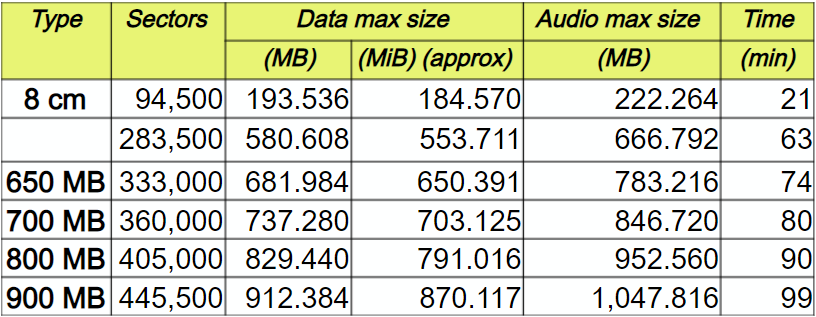 Type Sectors Data max size Audio max size Time
(MB) (MiB) (approx) (MB) (min)
8 cm 94,500 193.536 184.570 222.264 21
283,500 580.608 553.711 666.792 63
650 MB 333,000 681.984 650.391 783.216 74
700 MB 360,000 737.280 703.125 846.720 80
800 MB 405,000 829.440 791.016 952.560 90
900 MB 445,500 912.384 870.117 1,047.816 99